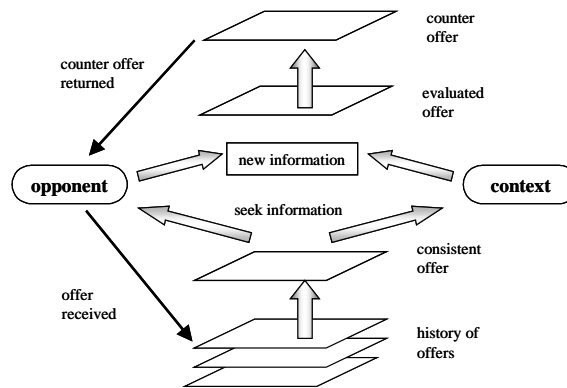 counter
offer
counter offer
returned
evaluated
offer
new information
opponent
context
seek information
consistent
offer
offer
received
history of
offers